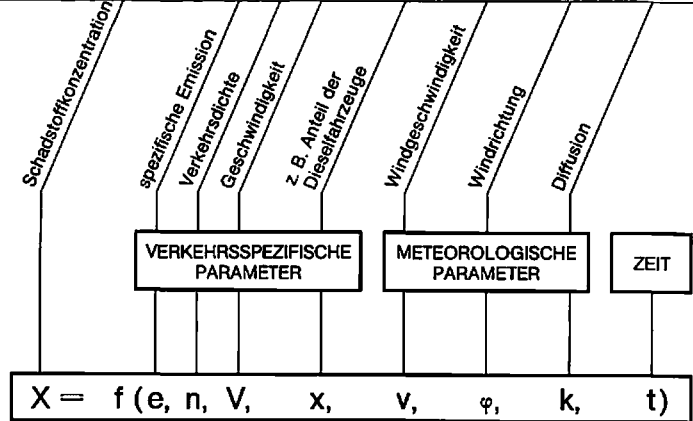 Schadstoffkonzentration
spezifische Emission
Verkehrsdichte
Geschwindigkeit
z. B. Anteil der
Dieselfahrzeuge
Windgeschwindigkeit
Windrichtung
Diffusion
VERKEHRSSPEZIFISCHE
PARAMETER
METEOROLOGISCHE
PARAMETER
ZEIT
X = f (e, n, V, x, v, φ, k, t)